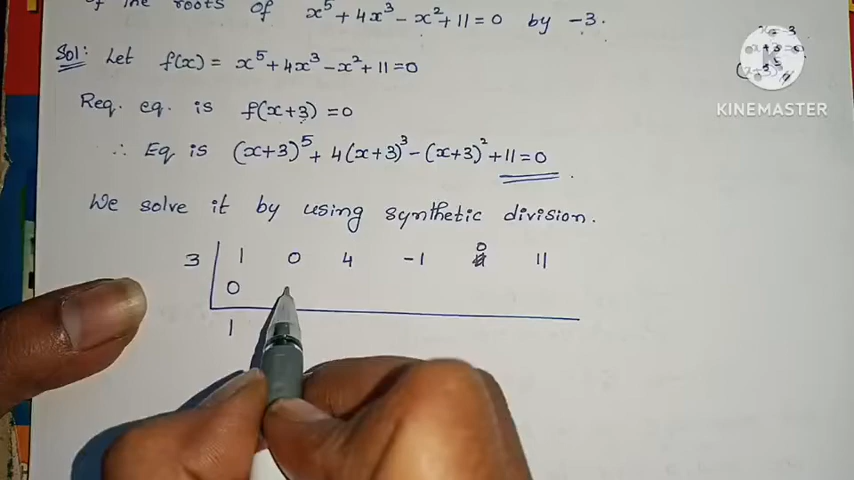 of the roots of x⁵+4x³-x²+11=0 by -3.
Sol: Let f(x) = x⁵+4x³-x²+11=0
Req. eq. is f(x+3) =0
∴ Eq is (x+3)⁵+ 4(x+3)³-(x+3)²+11=0
We solve it by using synthetic division.
3 1 0 4 -1 0 11
0
1
KINEMASTER